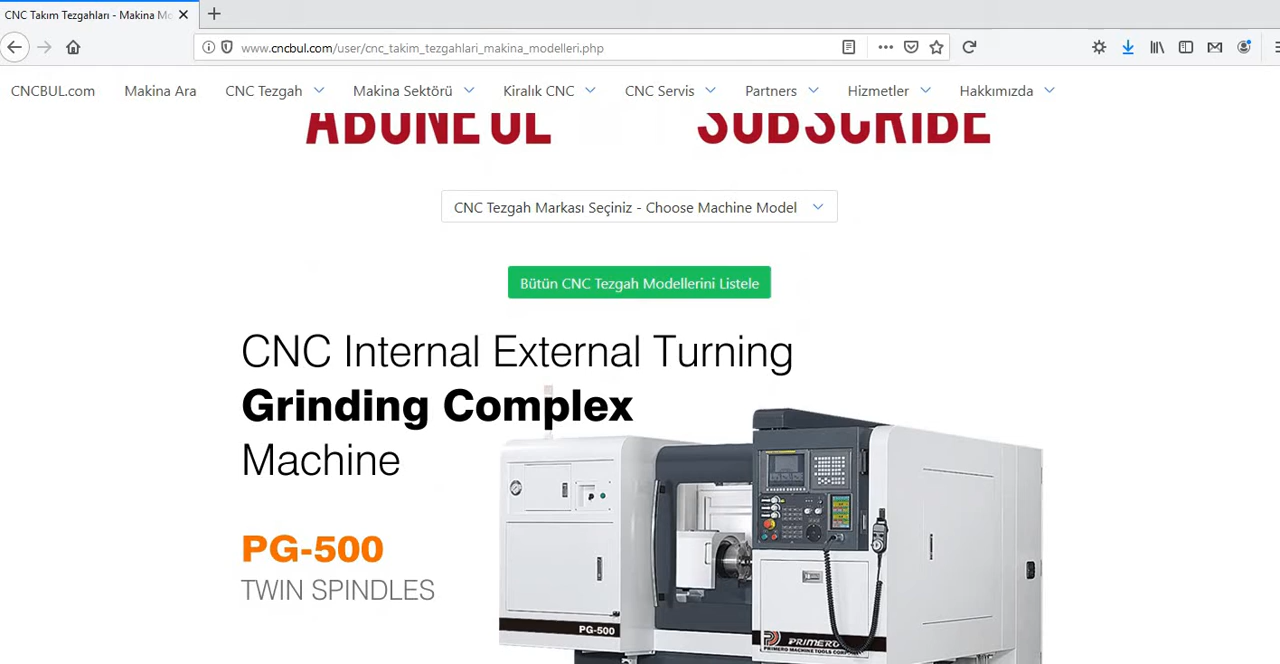 CNC Takım Tezgahları - Makina Mo
www.cncbul.com/user/cnc_takim_tezgahlari_makina_modelleri.php
CNCBUL.com Makina Ara CNC Tezgah Makina Sektörü Kiralık CNC CNC Servis Partners Hizmetler Hakkımızda
ABONE OL SUBSCRIBE
CNC Tezgah Markası Seçiniz - Choose Machine Model
Bütün CNC Tezgah Modellerini Listele
CNC Internal External Turning
Grinding Complex
Machine
PG-500
TWIN SPINDLES
PG-500
PRIMERO
PRIMERO MACHINE TOOLS